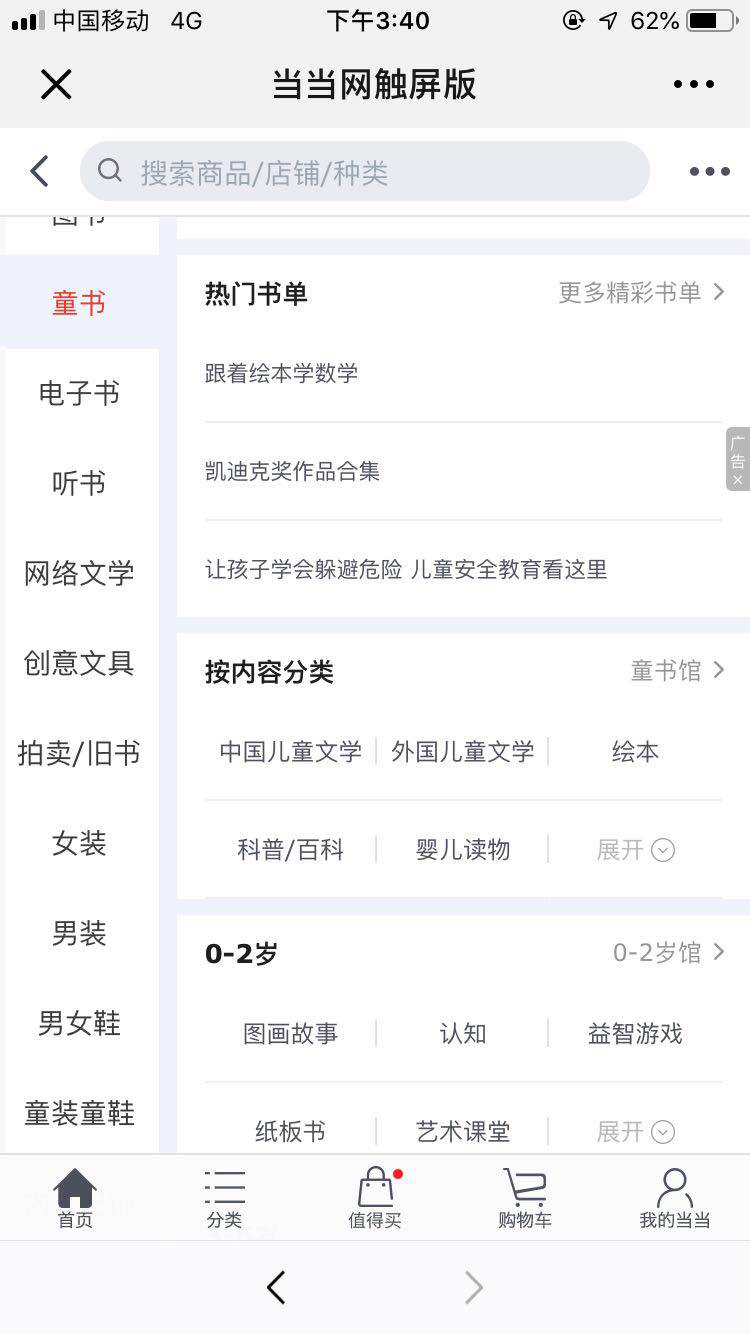 中国移动 4G 下午3:40 62%
当当网触屏版
搜索商品/店铺/种类
图书
童书
电子书
听书
网络文学
创意文具
拍卖/旧书
女装
男装
男女鞋
童装童鞋
热门书单 更多精彩书单
跟着绘本学数学
凯迪克奖作品合集
让孩子学会躲避危险 儿童安全教育看这里
广告×
按内容分类 童书馆
中国儿童文学 外国儿童文学 绘本
科普/百科 婴儿读物 展开
0-2岁 0-2岁馆
图画故事 认知 益智游戏
纸板书 艺术课堂 展开
首页 分类 值得买 购物车 我的当当